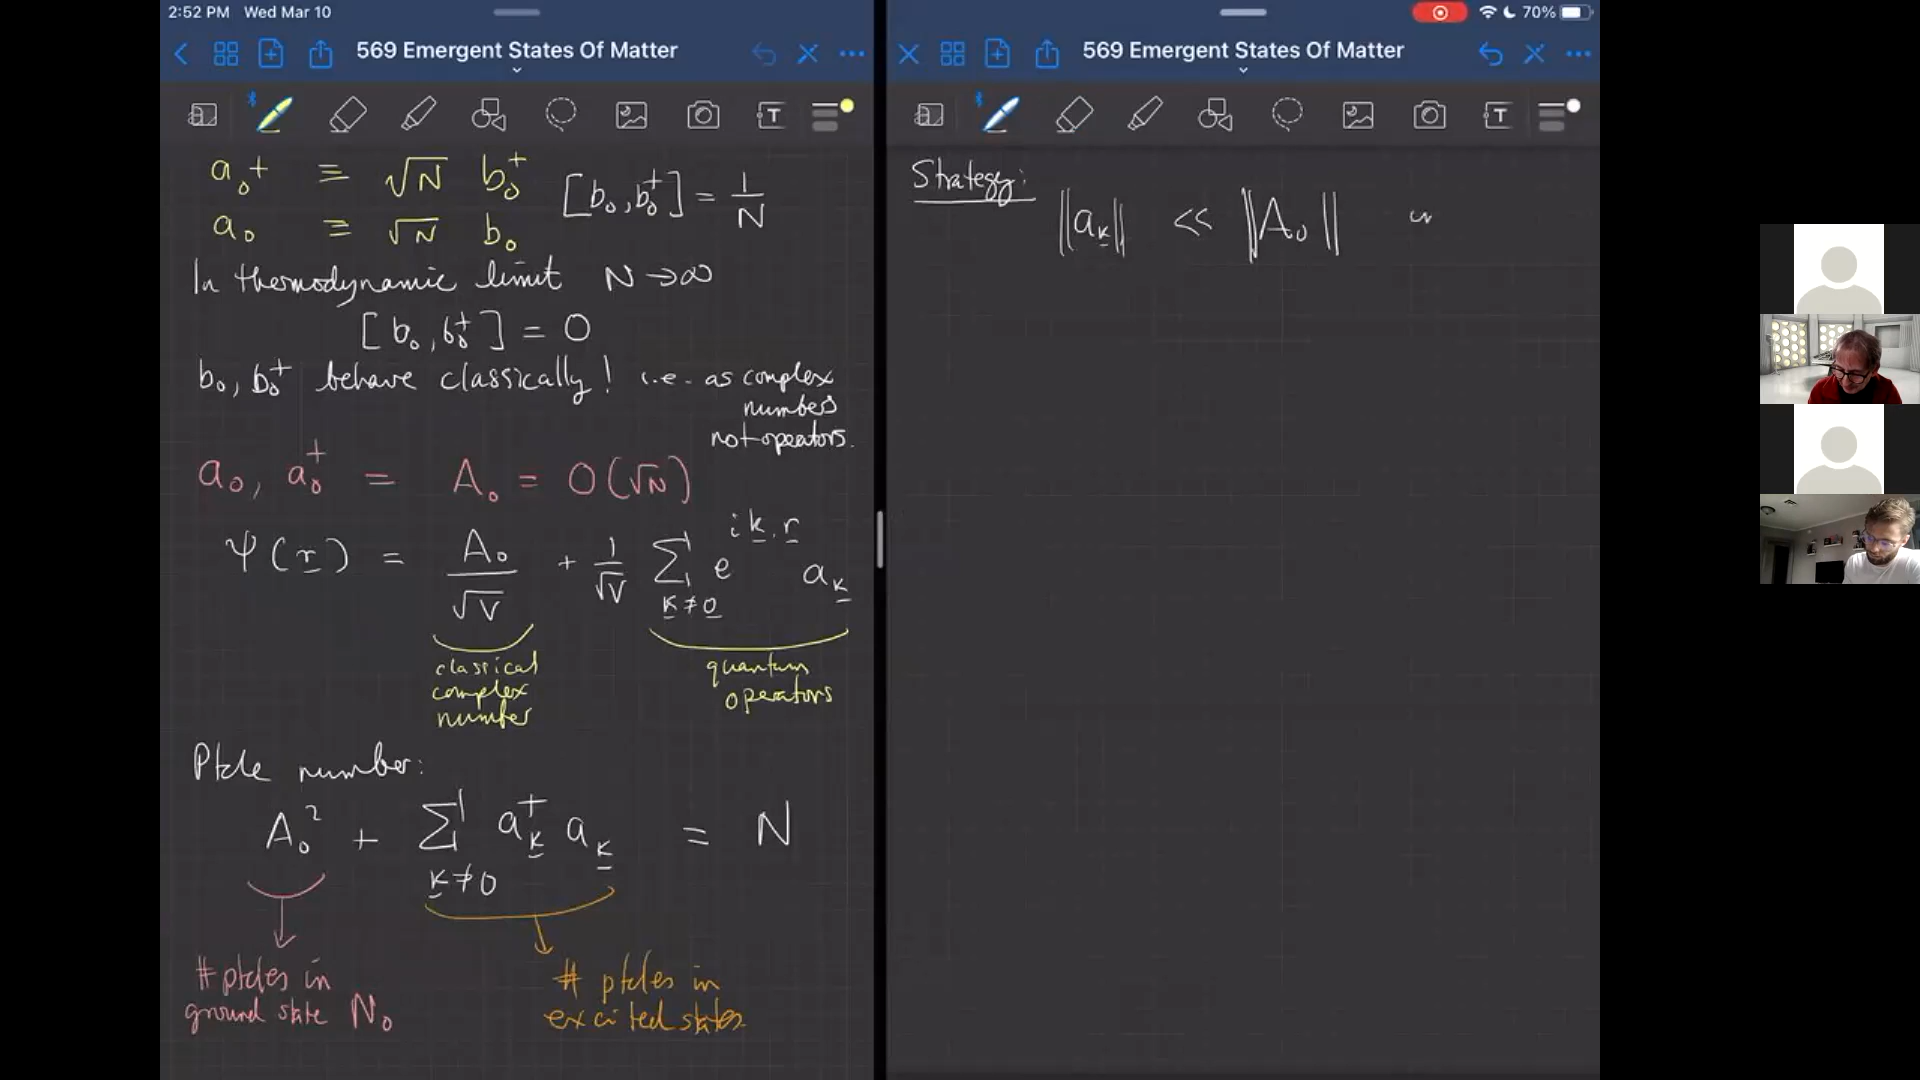 2:52 PM Wed Mar 10
70%
569 Emergent States Of Matter
569 Emergent States Of Matter
a₀⁺ ≡ √N b₀⁺ [b₀, b₀⁺] = 1/N
a₀ ≡ √N b₀
In thermodynamic limit N → ∞
[b₀, b₀⁺] = 0
b₀, b₀⁺ behave classically! i.e. as complex
numbers
not operators.
a₀, a₀⁺ = A₀ = O(√N)
Ψ(r) = A₀/√V + 1/√V Σ' k≠0 e^{ik·r} a_k
classical
complex
number
quantum
operators
Ptcle number:
A₀² + Σ' k≠0 a_k⁺ a_k = N
# ptcles in
ground state N₀
# ptcles in
excited states
Strategy:
||a_k|| << ||A₀||